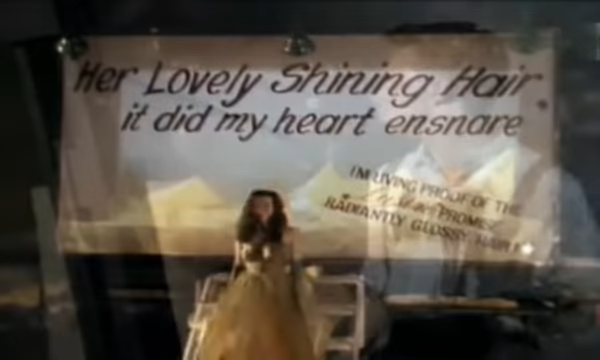 Her Lovely Shining Hair
it did my heart ensnare
I'M LIVING PROOF OF THE
PROMISE
RADIANTLY GLOSSY HAIR